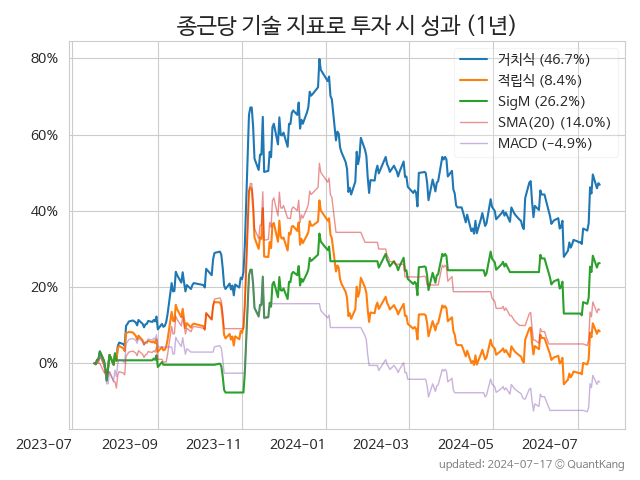 종근당 기술 지표로 투자 시 성과 (1년)
80%
60%
40%
20%
0%
거치식 (46.7%)
적립식 (8.4%)
SigM (26.2%)
SMA(20) (14.0%)
MACD (-4.9%)
2023-07
2023-09
2023-11
2024-01
2024-03
2024-05
2024-07
updated: 2024-07-17 © QuantKang